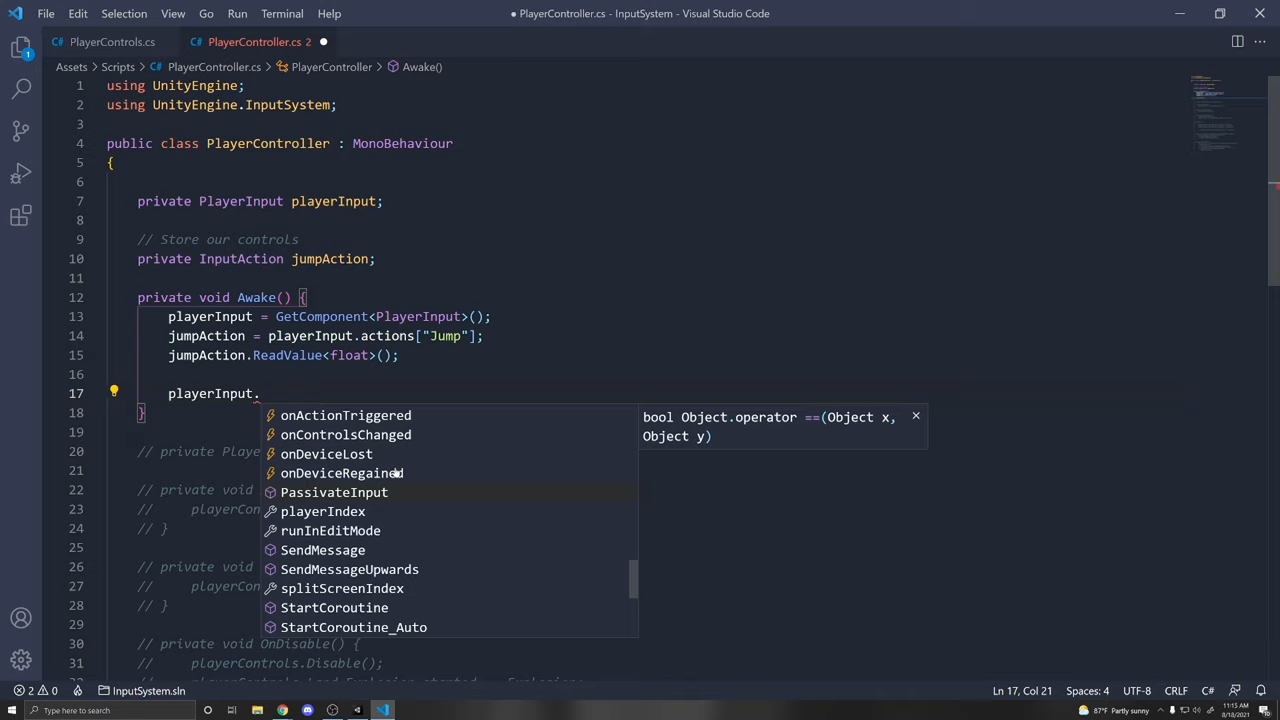 File Edit Selection View Go Run Terminal Help
● PlayerController.cs - InputSystem - Visual Studio Code
C# PlayerControls.cs
C# PlayerController.cs 2 ●
Assets > Scripts > C# PlayerController.cs > PlayerController > Awake()
1 using UnityEngine;
2 using UnityEngine.InputSystem;
3
4 public class PlayerController : MonoBehaviour
5 {
6
7 private PlayerInput playerInput;
8
9 // Store our controls
10 private InputAction jumpAction;
11
12 private void Awake() {
13 playerInput = GetComponent<PlayerInput>();
14 jumpAction = playerInput.actions["Jump"];
15 jumpAction.ReadValue<float>();
16
17 playerInput.
18 }
19
20 // private Playe
21
22 // private void
23 // playerCon
24 // }
25
26 // private void
27 // playerCon
28 // }
29
30 // private void OnDisable() {
31 // playerControls.Disable();
onActionTriggered
onControlsChanged
onDeviceLost
onDeviceRegained
PassivateInput
playerIndex
runInEditMode
SendMessage
SendMessageUpwards
splitScreenIndex
StartCoroutine
StartCoroutine_Auto
bool Object.operator ==(Object x,
Object y)
1
2 0 InputSystem.sln
Ln 17, Col 21 Spaces: 4 UTF-8 CRLF C#
Type here to search
87°F Partly sunny
11:15 AM
8/18/2021